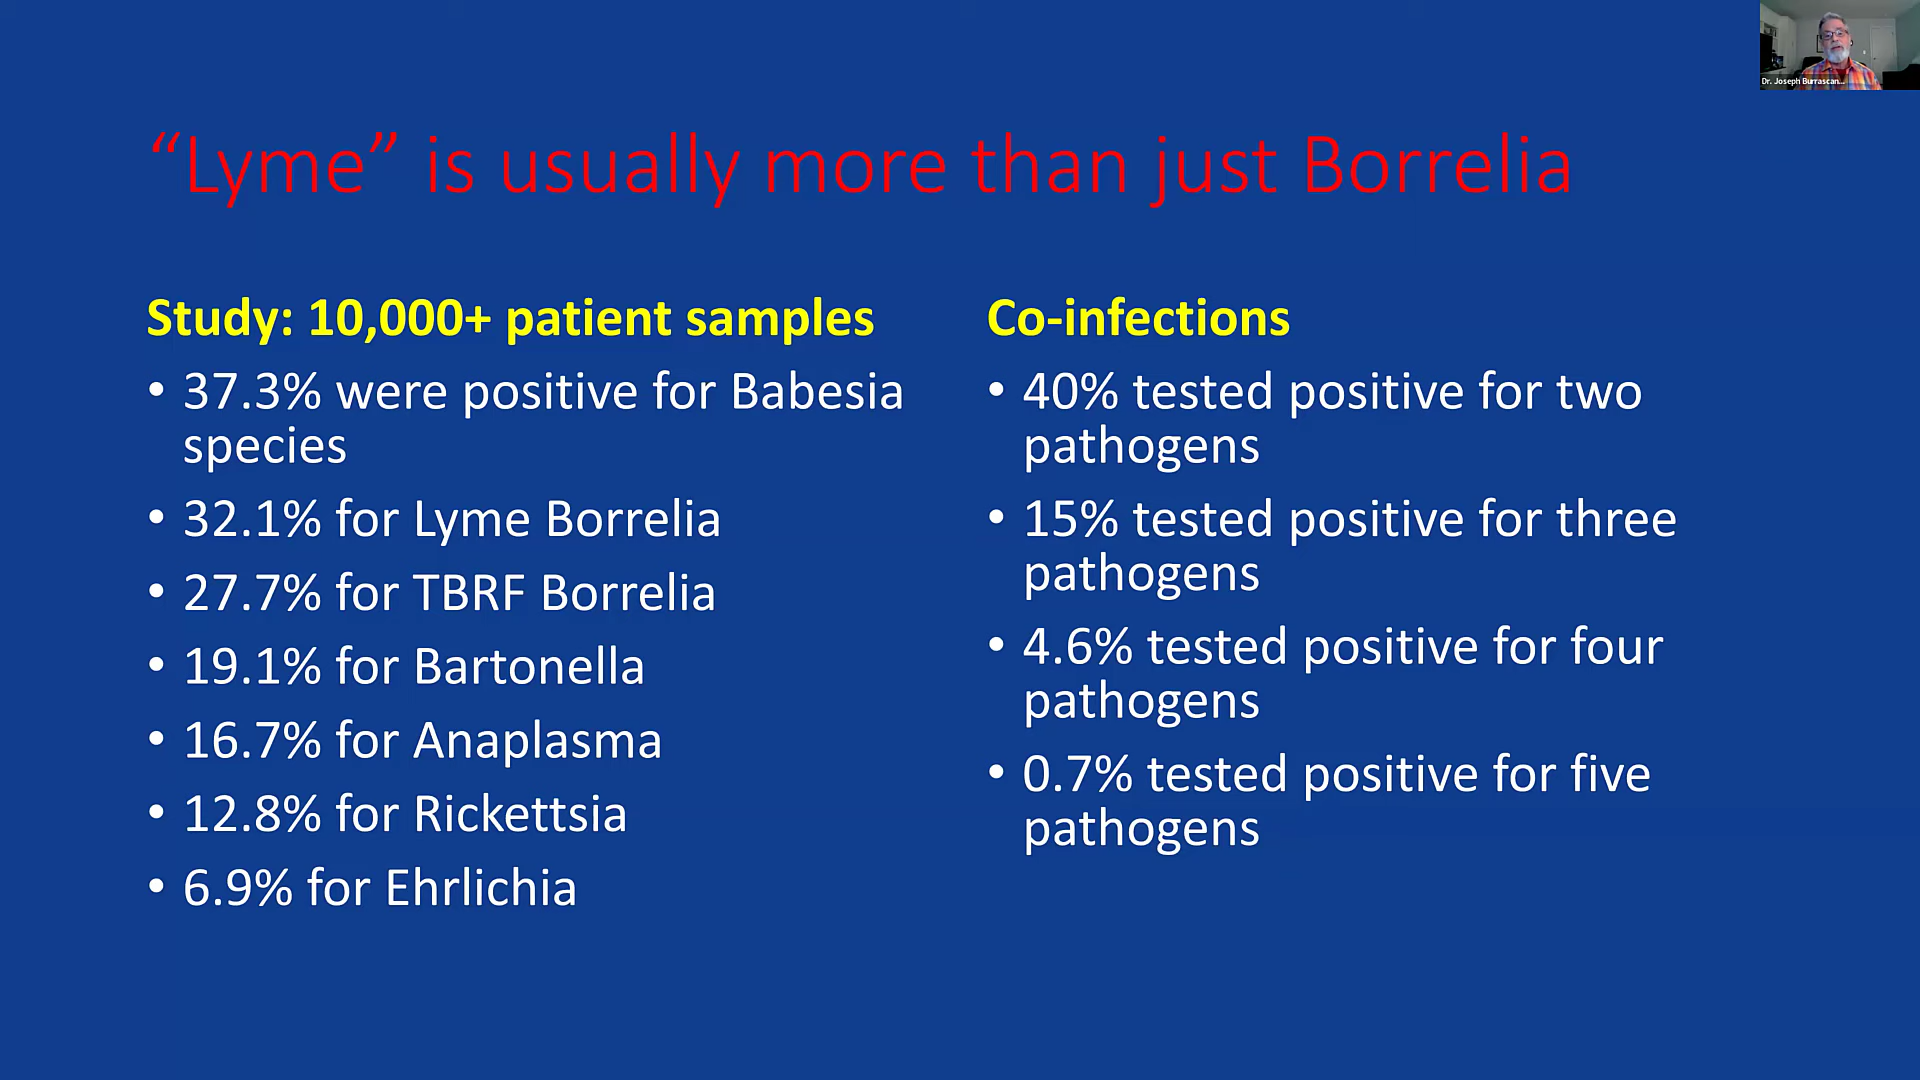 Dr. Joseph Burrascan...
“Lyme” is usually more than just Borrelia
Study: 10,000+ patient samples
• 37.3% were positive for Babesia
species
• 32.1% for Lyme Borrelia
• 27.7% for TBRF Borrelia
• 19.1% for Bartonella
• 16.7% for Anaplasma
• 12.8% for Rickettsia
• 6.9% for Ehrlichia
Co-infections
• 40% tested positive for two
pathogens
• 15% tested positive for three
pathogens
• 4.6% tested positive for four
pathogens
• 0.7% tested positive for five
pathogens